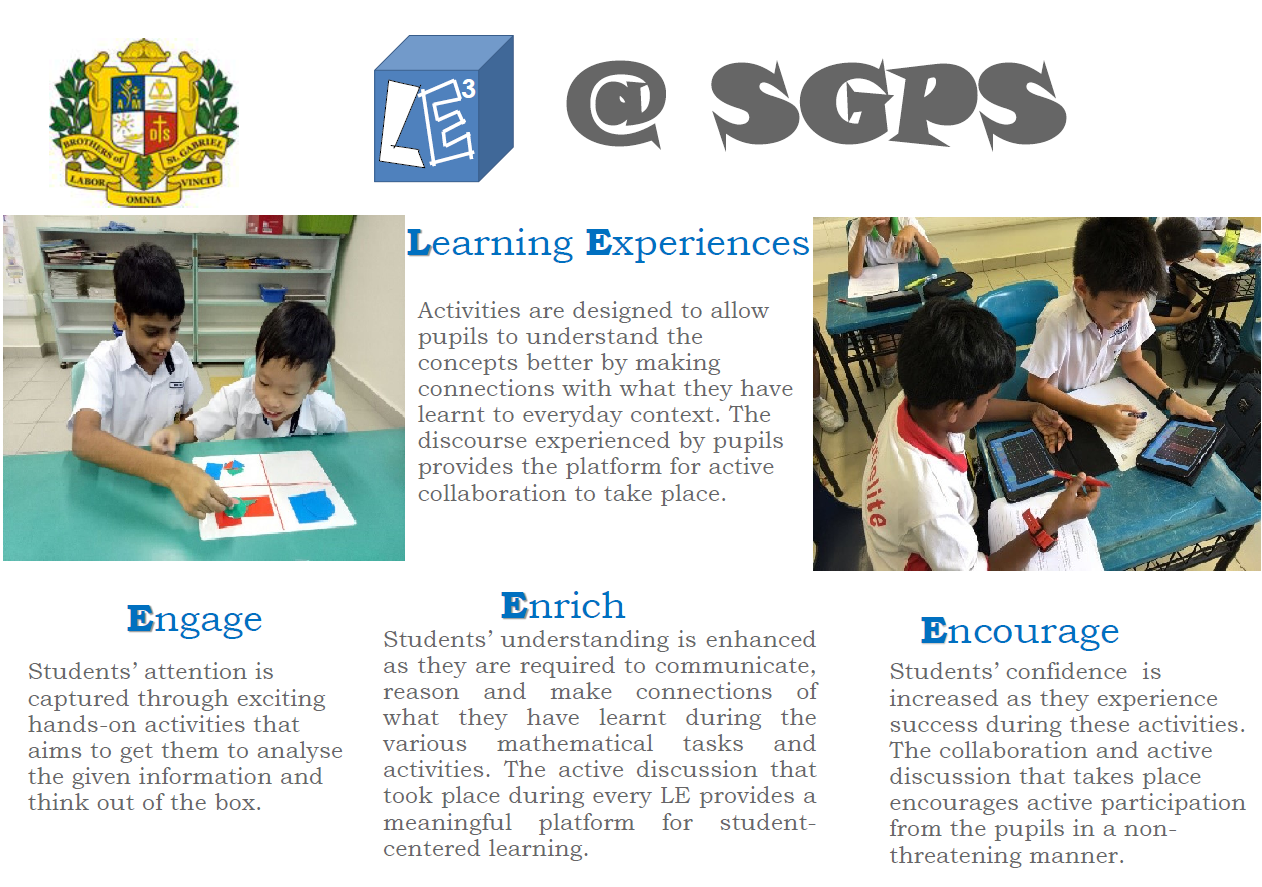 A M
D S
BROTHERS of
St. GABRIEL
LABOR
VINCIT
OMNIA
LE³
@ SGPS
Learning Experiences
Activities are designed to allow
pupils to understand the
concepts better by making
connections with what they have
learnt to everyday context. The
discourse experienced by pupils
provides the platform for active
collaboration to take place.
elite
Engage
Students’ attention is
captured through exciting
hands-on activities that
aims to get them to analyse
the given information and
think out of the box.
Enrich
Students’ understanding is enhanced
as they are required to communicate,
reason and make connections of
what they have learnt during the
various mathematical tasks and
activities. The active discussion that
took place during every LE provides a
meaningful platform for student-
centered learning.
Encourage
Students’ confidence is
increased as they experience
success during these activities.
The collaboration and active
discussion that takes place
encourages active participation
from the pupils in a non-
threatening manner.